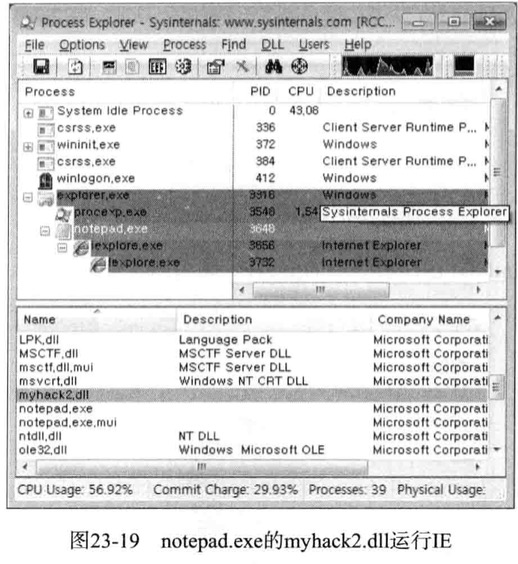 Process Explorer - Sysinternals: www.sysinternals.com [RCC...
File Options View Process Find DLL Users Help
Process PID CPU Description
System Idle Process 0 43,08
csrss,exe 336 Client Server Runtime P...
wininit,exe 372 Windows
csrss,exe 384 Client Server Runtime P...
winlogon,exe 412 Windows
explorer,exe 3316 Windows
procexp,exe 3548 1,54 Sysinternals Process Explorer
notepad,exe 3648
iexplore,exe 3656 Internet Explorer
iexplore,exe 3732 Internet Explorer
Name Description Company Name
LPK,dll Language Pack Microsoft Corporati
MSCTF,dll MSCTF Server DLL Microsoft Corporati
msctf,dll,mui MSCTF Server DLL Microsoft Corporati
msvcrt,dll Windows NT CRT DLL Microsoft Corporati
myhack2,dll
notepad,exe Microsoft Corporati
notepad,exe,mui Microsoft Corporati
ntdll,dll NT DLL Microsoft Corporati
ole32,dll Windows Microsoft OLE Microsoft Corporati
CPU Usage: 56.92% Commit Charge: 29.93% Processes: 39 Physical Usage:
图23-19 notepad.exe的myhack2.dll运行IE